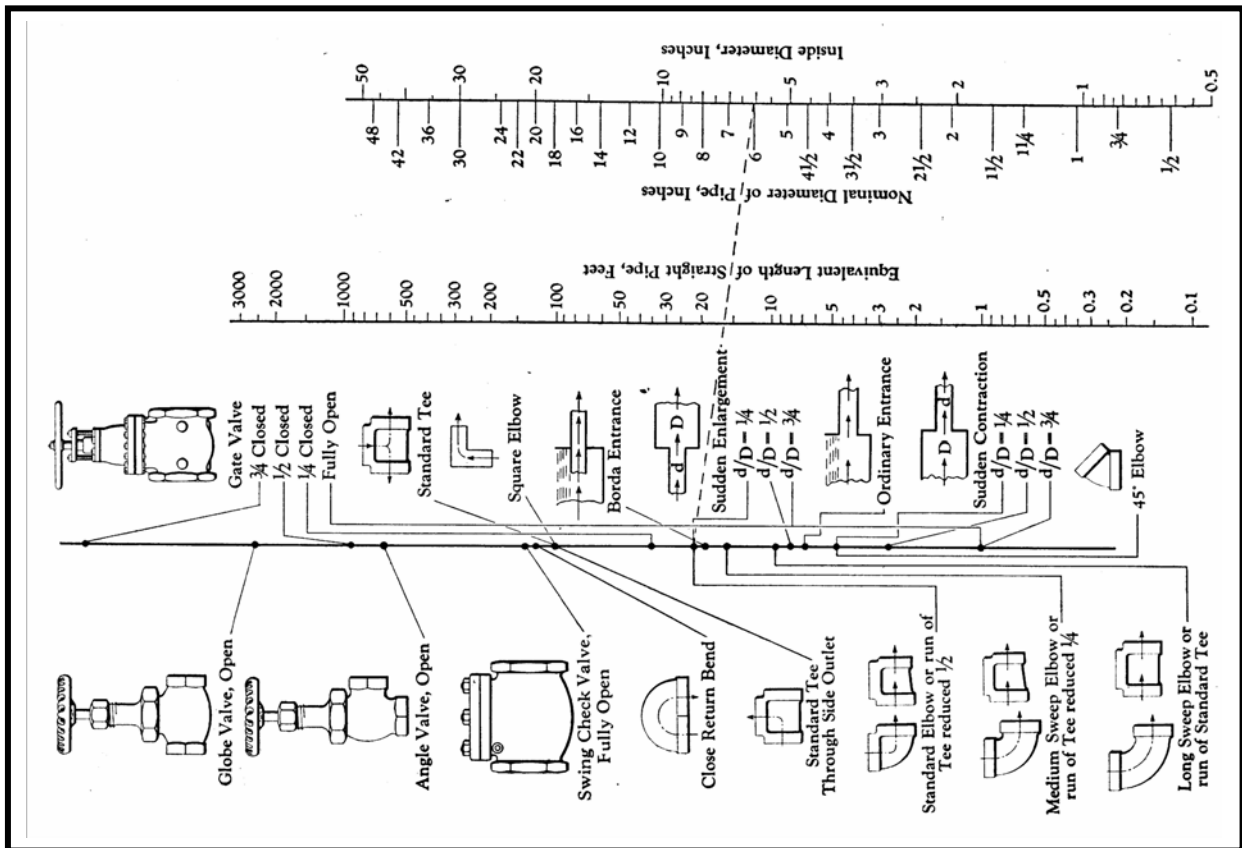 Gate Valve
¾ Closed
1/2 Closed
1/4 Closed
Fully Open
Standard Tee
Square Elbow
Borda Entrance
d
D
Sudden Enlargement
d/D = ¼
d/D = 1/2
d/D = ¾
Ordinary Entrance
D
d
Sudden Contraction
d/D = ¼
d/D = 1/2
d/D = ¾
45° Elbow
Globe Valve, Open
Angle Valve, Open
Swing Check Valve,
Fully Open
Close Return Bend
Standard Tee
Through Side Outlet
Standard Elbow or run of
Tee reduced ½
Medium Sweep Elbow or
run of Tee reduced ¼
Long Sweep Elbow or
run of Standard Tee
Equivalent Length of Straight Pipe, Feet
3000
2000
1000
500
300
200
100
50
30
20
10
5
3
2
1
0.5
0.3
0.2
0.1
Nominal Diameter of Pipe, Inches
48
42
36
30
24
22
20
18
16
14
12
10
9
8
7
6
5
4½
4
3½
3
2½
2
1½
1¼
1
¾
½
Inside Diameter, Inches
50
30
20
10
5
3
2
1
0.5